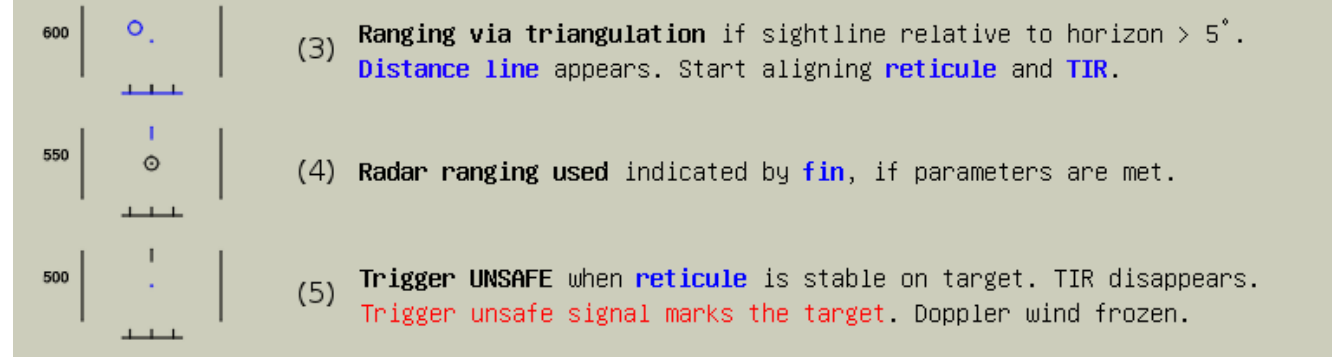 600
(3) Ranging via triangulation if sightline relative to horizon > 5°.
Distance line appears. Start aligning reticule and TIR.
550
(4) Radar ranging used indicated by fin, if parameters are met.
500
(5) Trigger UNSAFE when reticule is stable on target. TIR disappears.
Trigger unsafe signal marks the target. Doppler wind frozen.